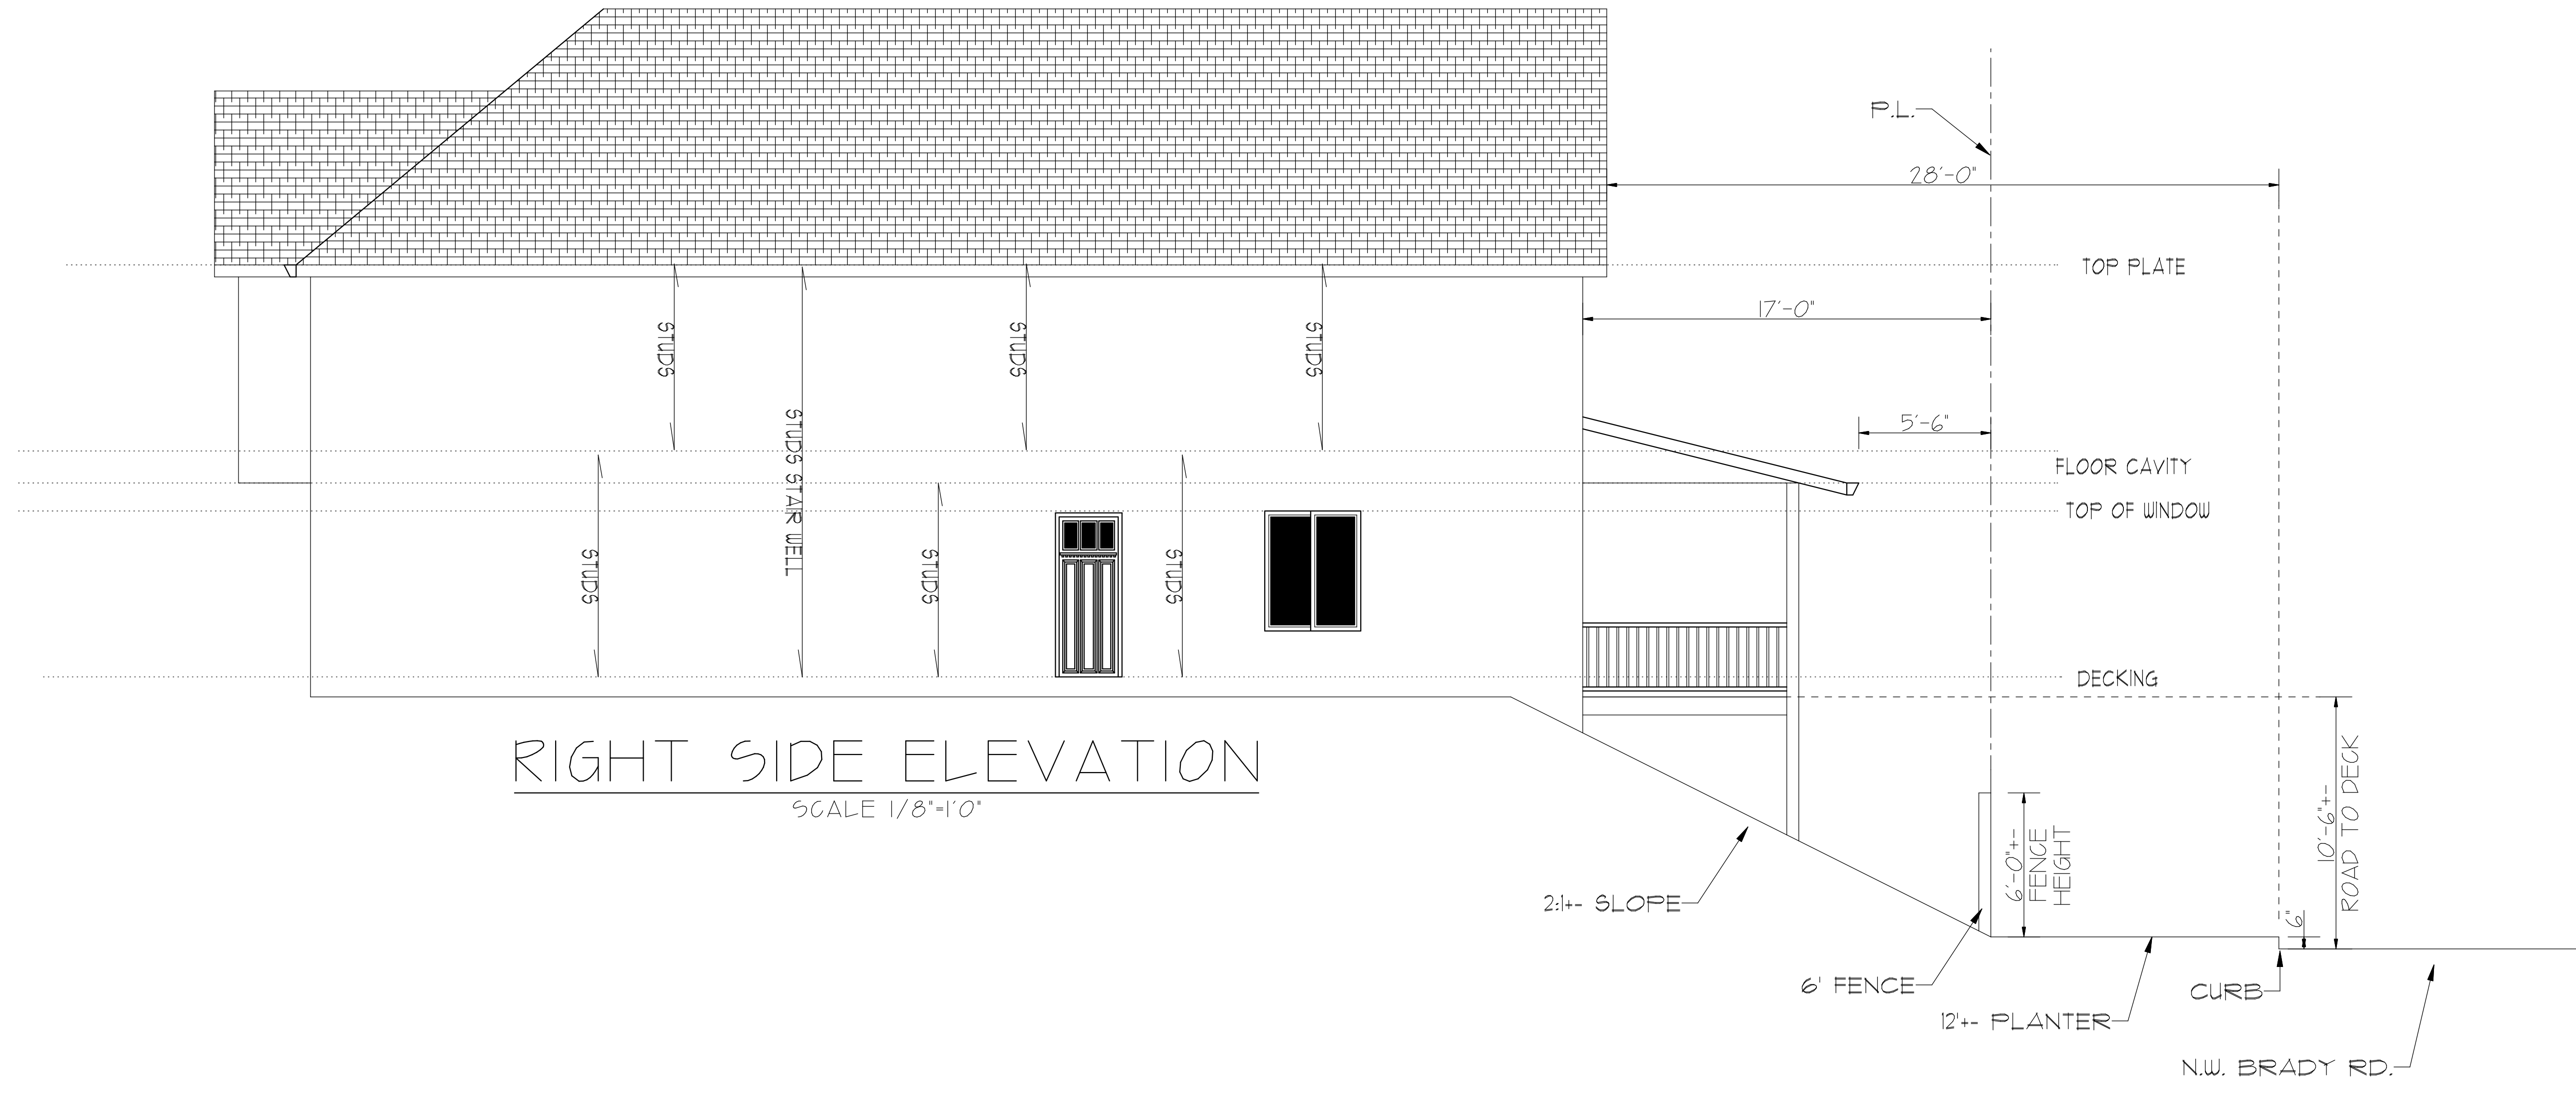 P.L.
28'-0"
TOP PLATE
17'-0"
STUDS
STUDS
STUDS
STUDS STAIR WELL
5'-6"
FLOOR CAVITY
TOP OF WINDOW
STUDS
STUDS
STUDS
DECKING
RIGHT SIDE ELEVATION
SCALE 1/8"=1'0"
10'-6"+-
ROAD TO DECK
6'-0"+-
FENCE
HEIGHT
2:1+- SLOPE
6"
6' FENCE
CURB
12'+- PLANTER
N.W. BRADY RD.